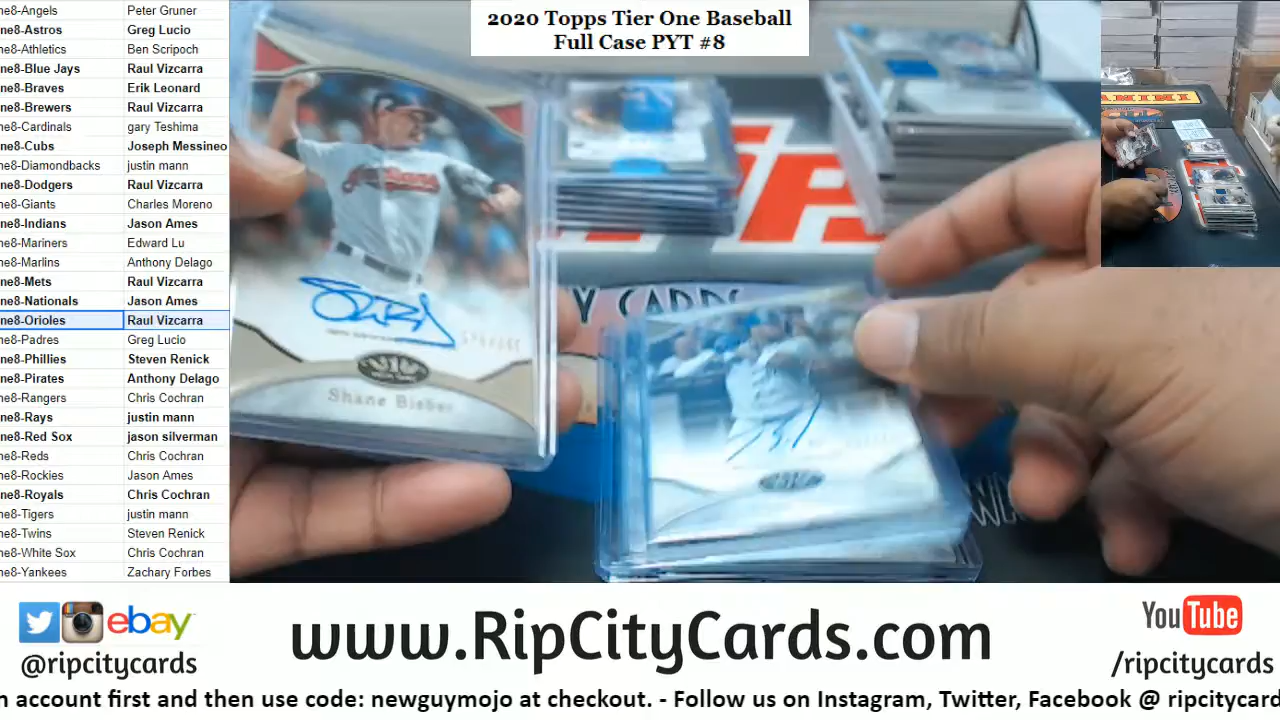 2020 Topps Tier One Baseball
Full Case PYT #8
ne8-Angels Peter Gruner
ne8-Astros Greg Lucio
ne8-Athletics Ben Scripoch
ne8-Blue Jays Raul Vizcarra
ne8-Braves Erik Leonard
ne8-Brewers Raul Vizcarra
ne8-Cardinals gary Teshima
ne8-Cubs Joseph Messineo
ne8-Diamondbacks justin mann
ne8-Dodgers Raul Vizcarra
ne8-Giants Charles Moreno
ne8-Indians Jason Ames
ne8-Mariners Edward Lu
ne8-Marlins Anthony Delago
ne8-Mets Raul Vizcarra
ne8-Nationals Jason Ames
ne8-Orioles Raul Vizcarra
ne8-Padres Greg Lucio
ne8-Phillies Steven Renick
ne8-Pirates Anthony Delago
ne8-Rangers Chris Cochran
ne8-Rays justin mann
ne8-Red Sox jason silverman
ne8-Reds Chris Cochran
ne8-Rockies Jason Ames
ne8-Royals Chris Cochran
ne8-Tigers justin mann
ne8-Twins Steven Renick
ne8-White Sox Chris Cochran
ne8-Yankees Zachary Forbes
Indians
Shane Bieber
Y CARDS
ANINI
ebay
@ripcitycards
www.RipCityCards.com
YouTube
/ripcitycards
n account first and then use code: newguymojo at checkout. - Follow us on Instagram, Twitter, Facebook @ ripcitycard